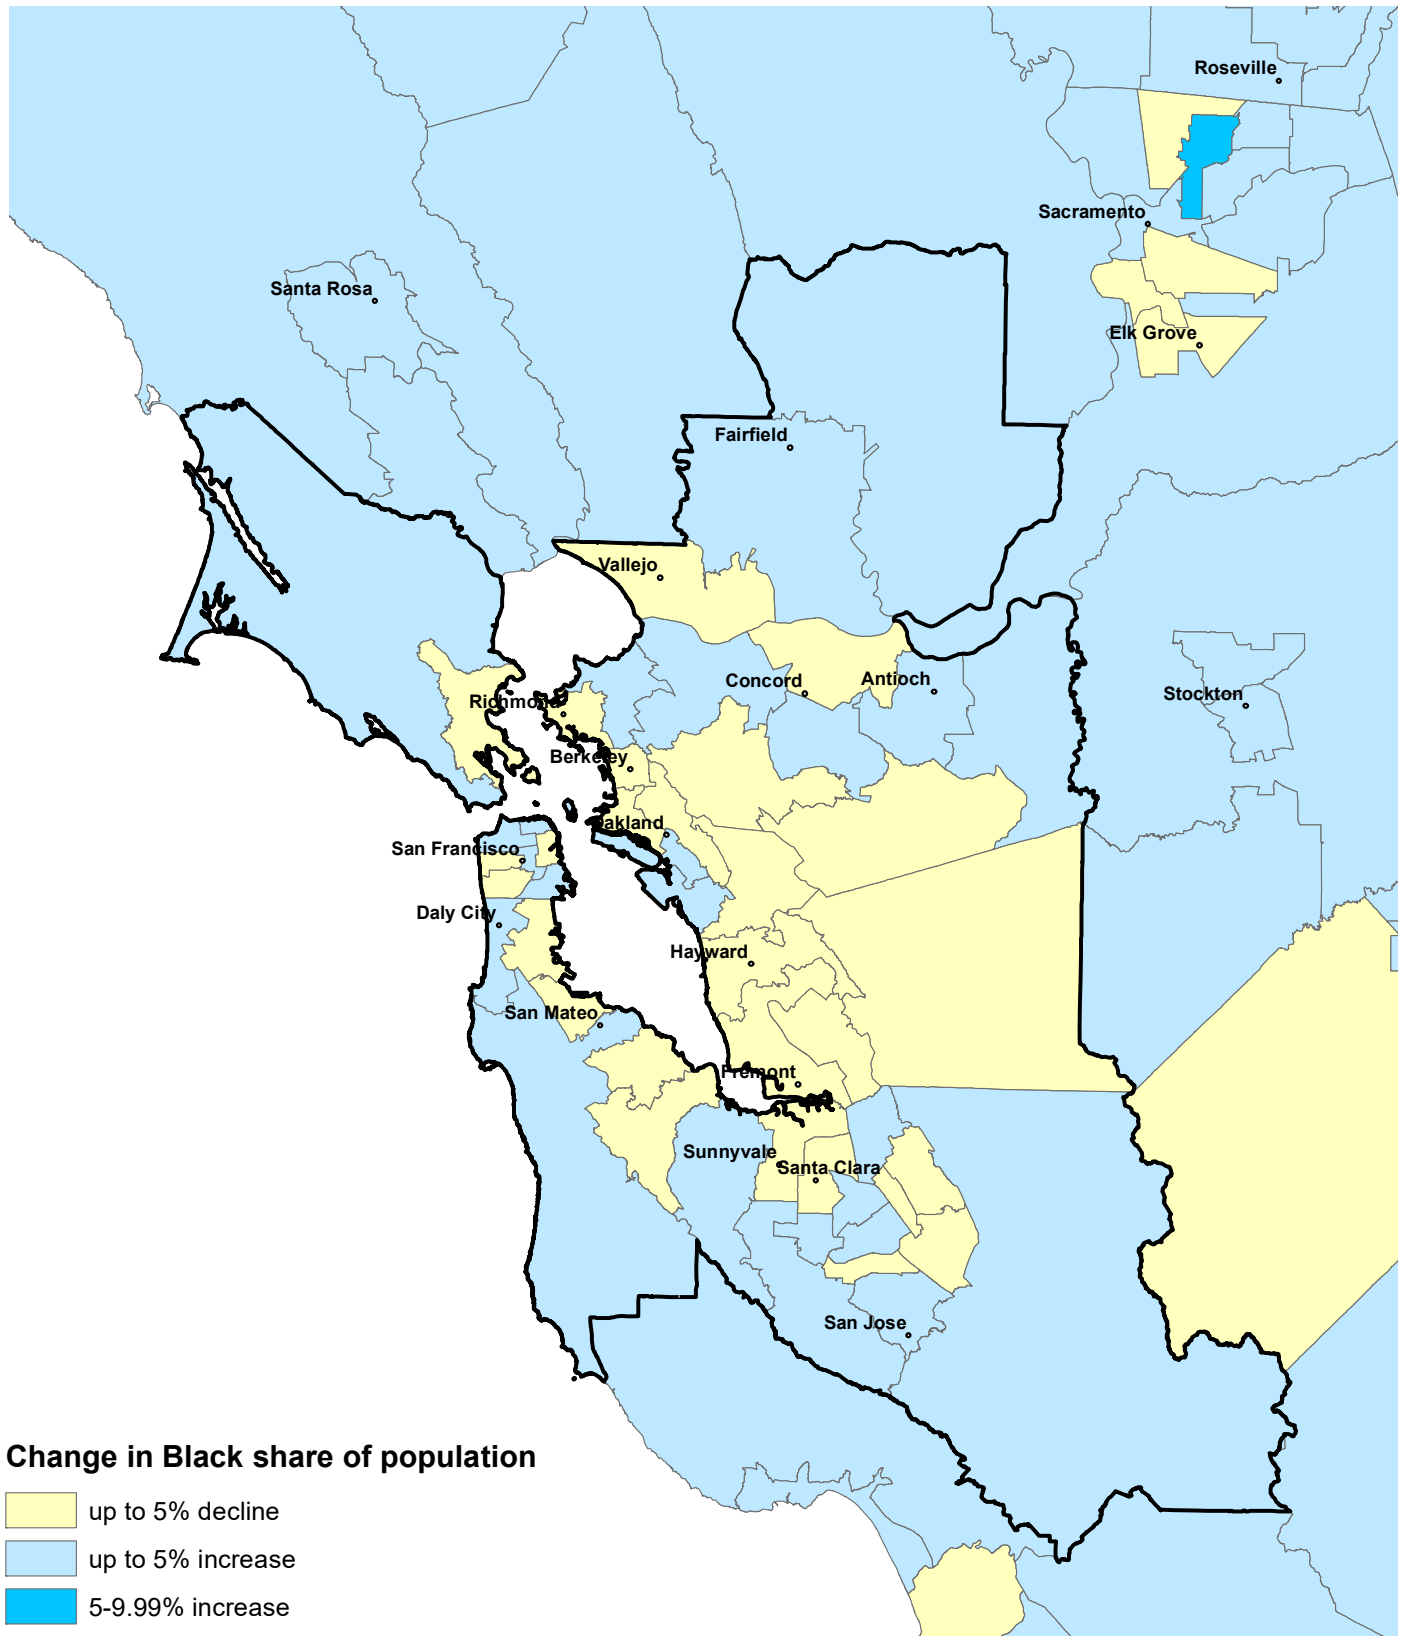 Roseville
Sacramento
Santa Rosa
Elk Grove
Fairfield
Vallejo
Concord
Antioch
Stockton
Richmond
Berkeley
Oakland
San Francisco
Daly City
Hayward
San Mateo
Fremont
Sunnyvale
Santa Clara
San Jose
Change in Black share of population
up to 5% decline
up to 5% increase
5-9.99% increase